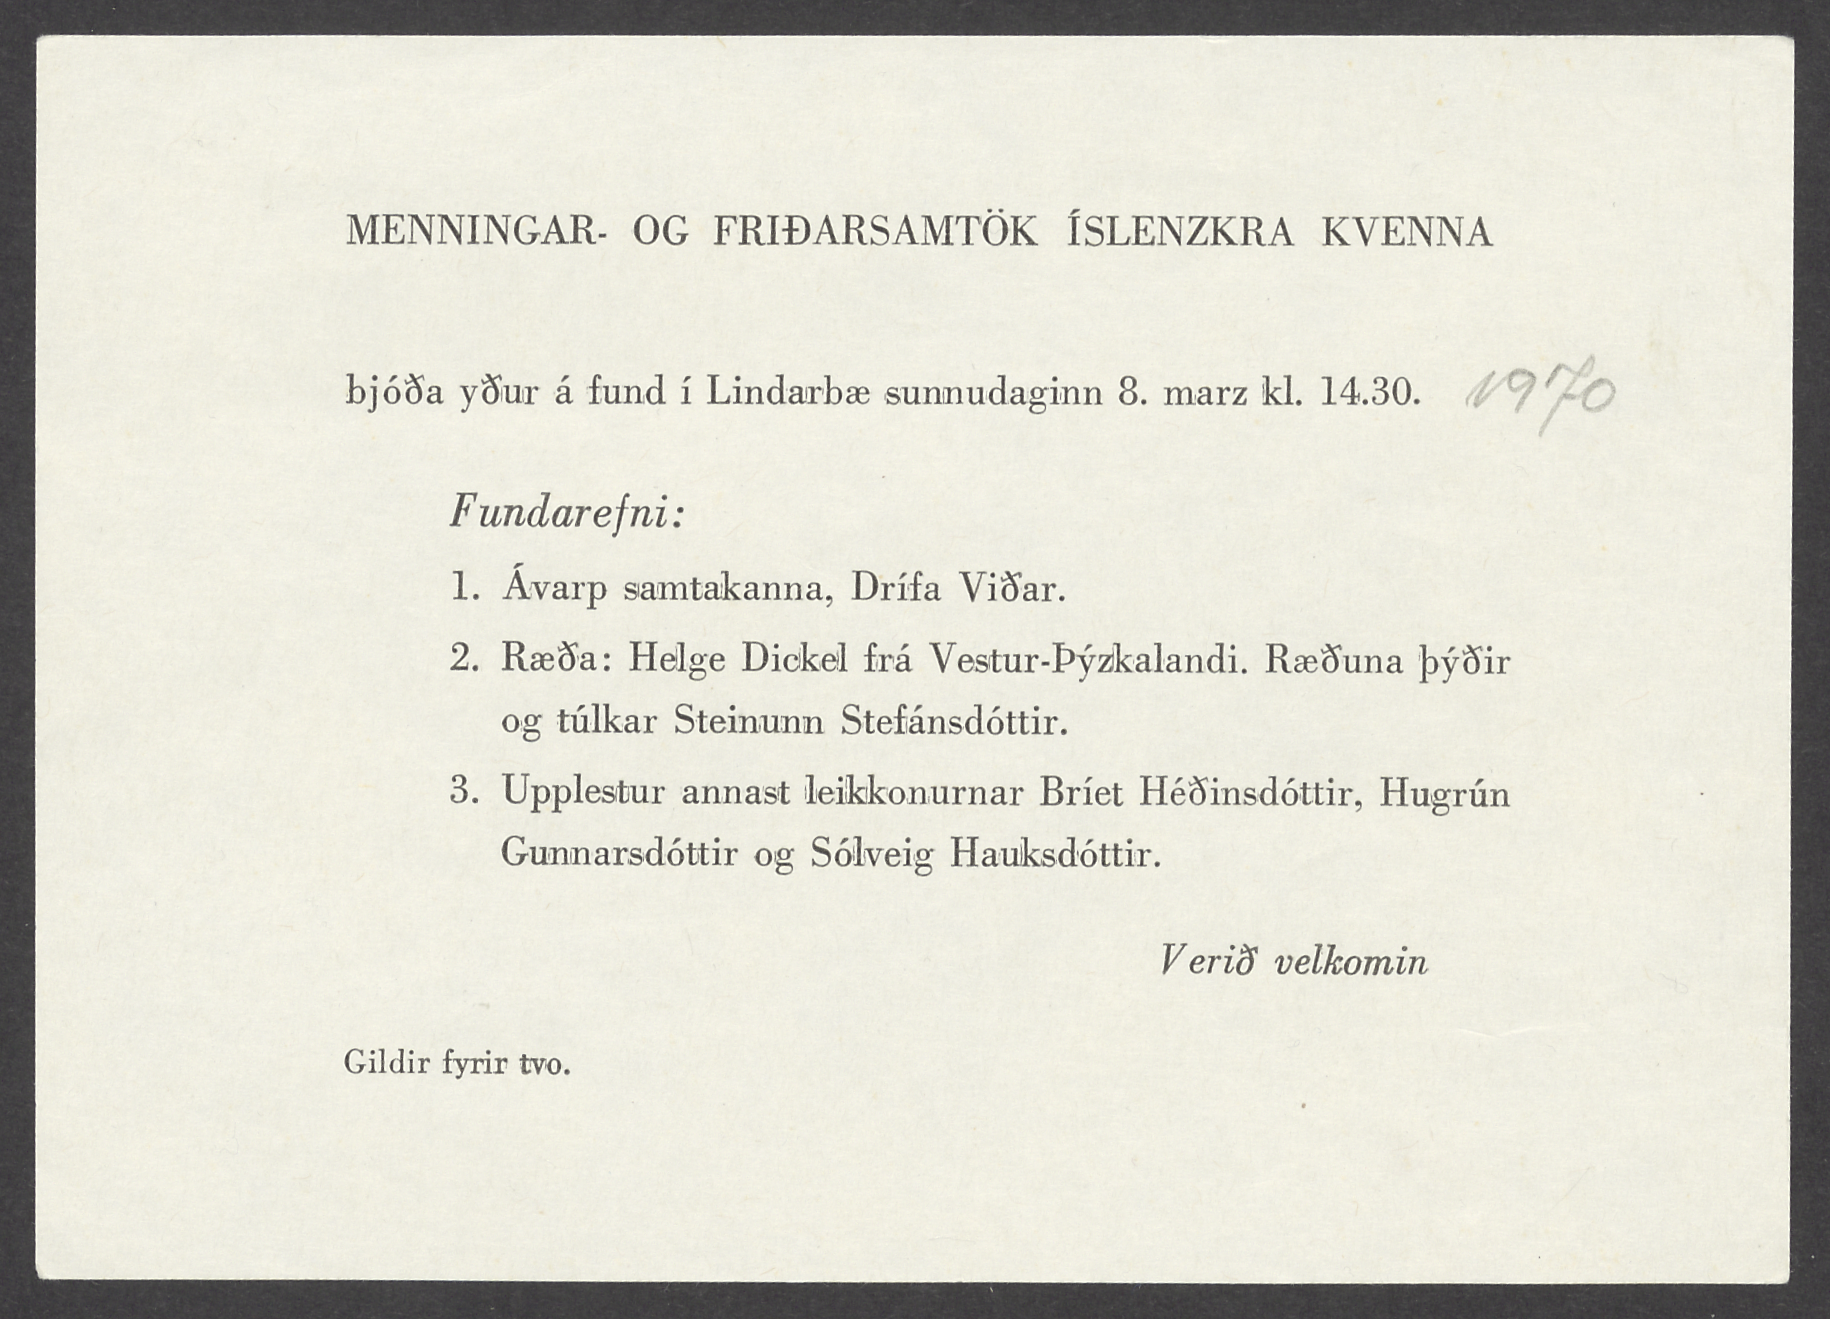 MENNINGAR- OG FRIÐARSAMTÖK ÍSLENZKRA KVENNA
bjóða yður á fund í Lindarbæ sunnudaginn 8. marz kl. 14.30. 1970
Fundarefni:
1. Ávarp samtakanna, Drífa Viðar.
2. Ræða: Helge Dickel frá Vestur-Þýzkalandi. Ræðuna þýðir
og túlkar Steinunn Stefánsdóttir.
3. Upplestur annast leikkonurnar Bríet Héðinsdóttir, Hugrún
Gunnarsdóttir og Sólveig Hauksdóttir.
Verið velkomin
Gildir fyrir tvo.